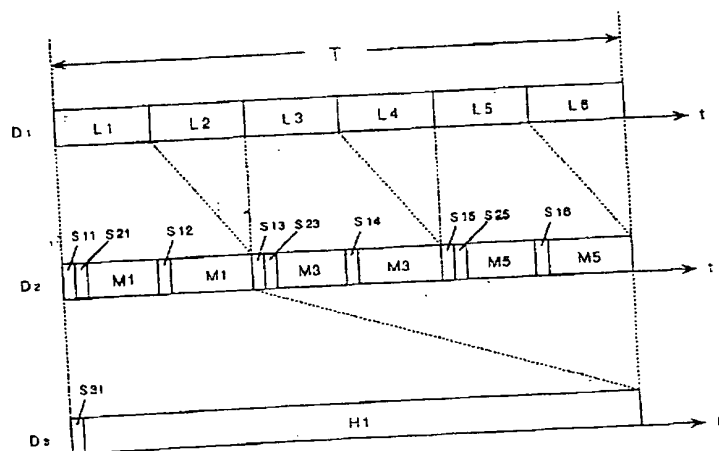 T
D1 L1 L2 L3 L4 L5 L6 t
S11 S21 S12 S13 S23 S14 S15 S25 S16
D2 M1 M1 M3 M3 M5 M5 t
S31
D3 H1